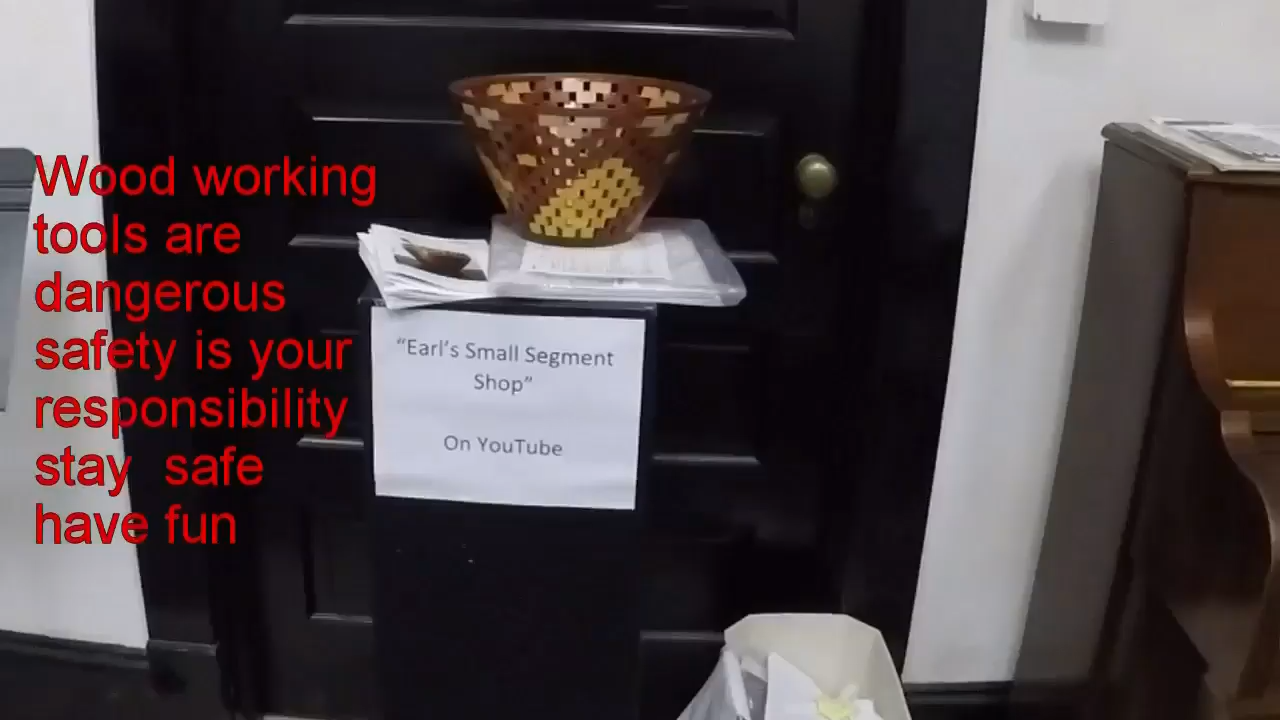 Wood working
tools are
dangerous
safety is your
responsibility
stay  safe
have fun
“Earl’s Small Segment
Shop”
On YouTube